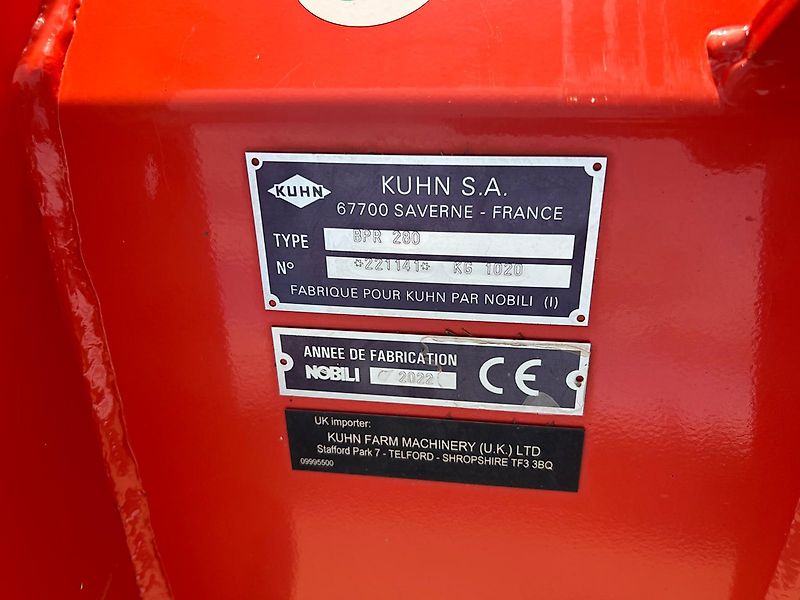 KUHN
KUHN S.A.
67700 SAVERNE - FRANCE
TYPE BPR 280
N° *221141* KG 1020
FABRIQUE POUR KUHN PAR NOBILI (I)
ANNEE DE FABRICATION
NOBILI 2022 CE
UK importer:
KUHN FARM MACHINERY (U.K.) LTD
Stafford Park 7 - TELFORD - SHROPSHIRE TF3 3BQ
09995500